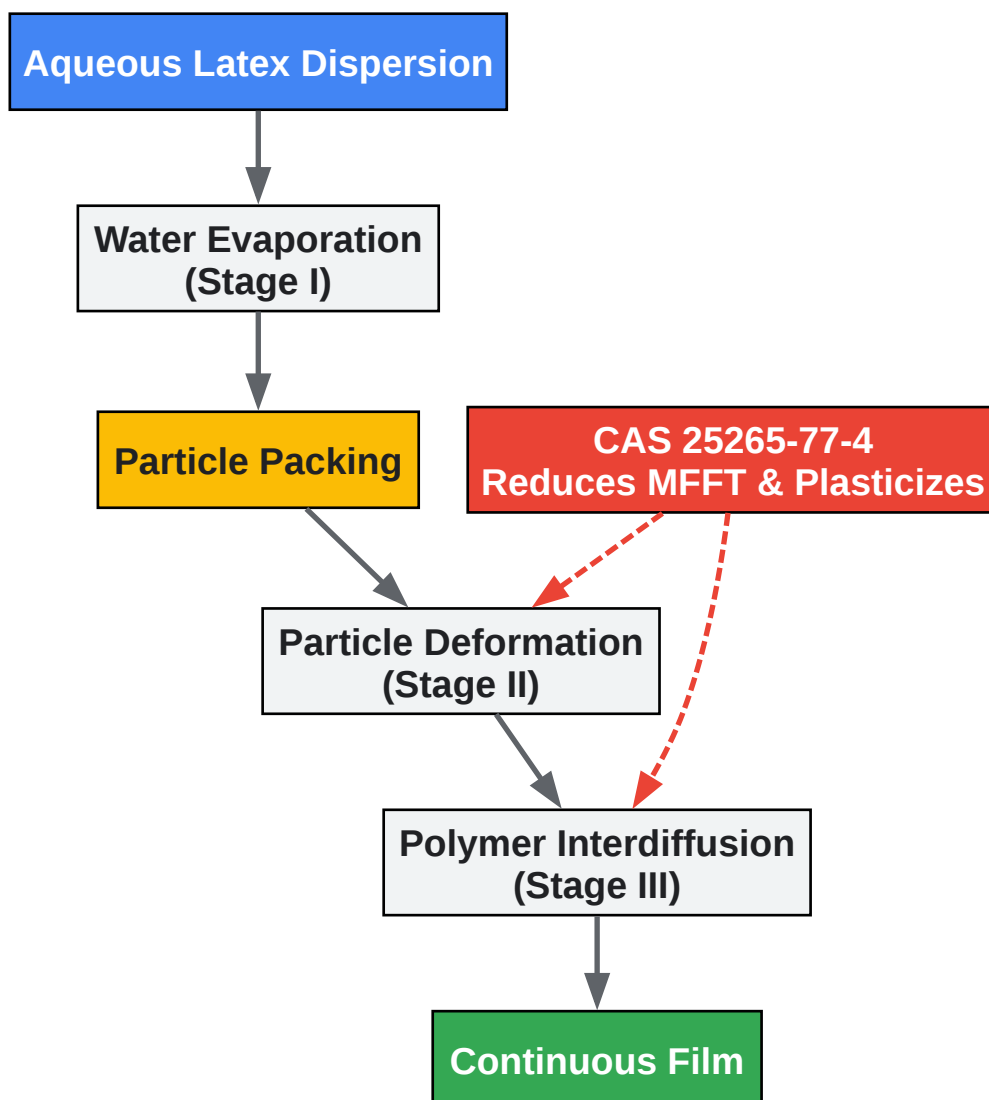 Aqueous Latex Dispersion
Water Evaporation
(Stage I)
Particle Packing
CAS 25265-77-4
Reduces MFFT & Plasticizes
Particle Deformation
(Stage II)
Polymer Interdiffusion
(Stage III)
Continuous Film